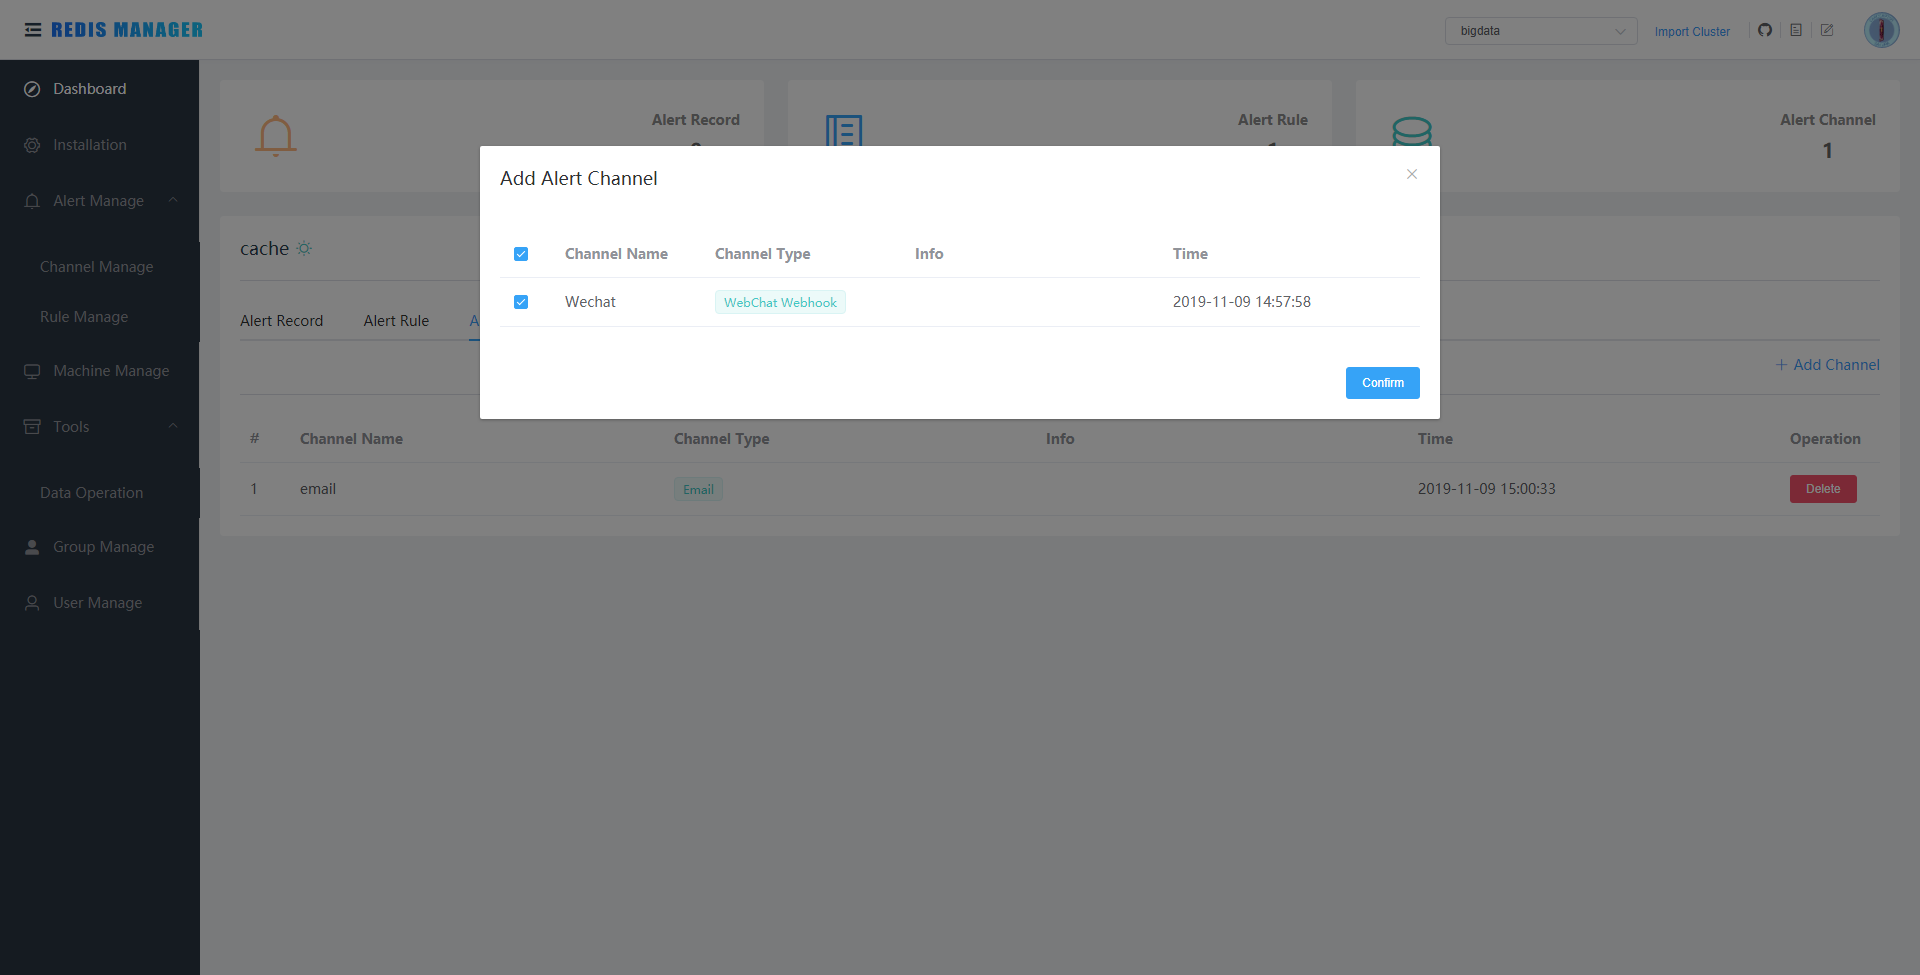 REDIS MANAGER
bigdata
Import Cluster
Dashboard
Installation
Alert Manage
Channel Manage
Rule Manage
Machine Manage
Tools
Data Operation
Group Manage
User Manage
Alert Record
Alert Rule
Alert Channel
1
cache
Alert Record Alert Rule A
+ Add Channel
Add Alert Channel
Channel Name Channel Type Info Time
Wechat WebChat Webhook 2019-11-09 14:57:58
Confirm
# Channel Name Channel Type Info Time Operation
1 email Email 2019-11-09 15:00:33 Delete